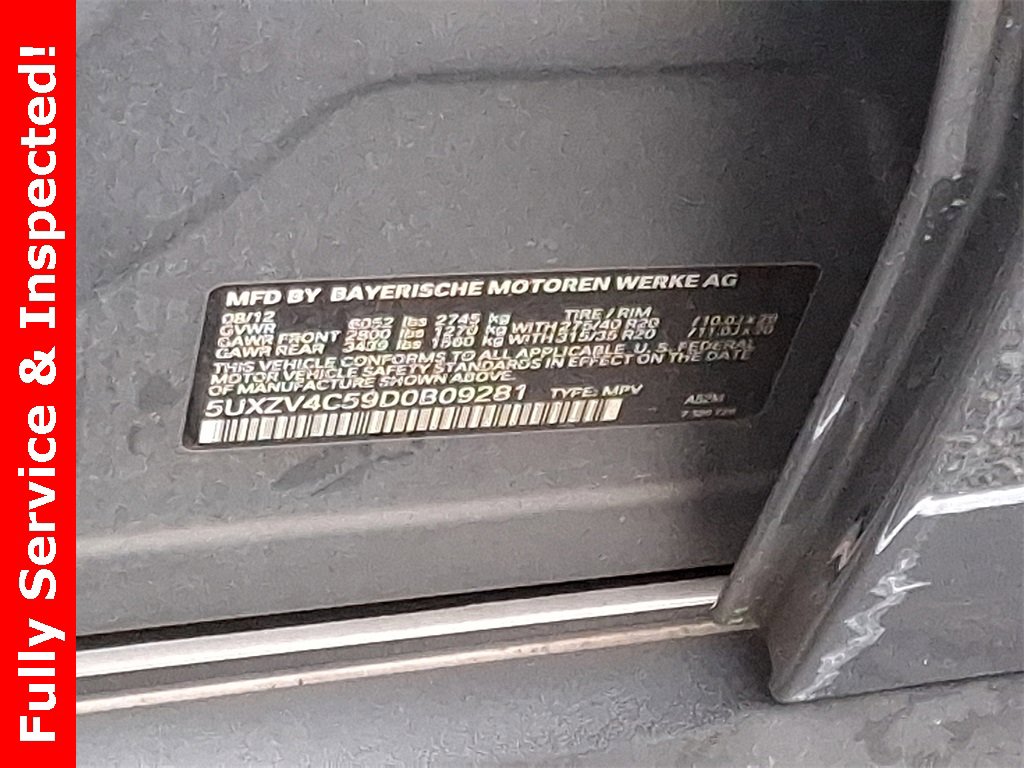 Fully Service & Inspected!
MFD BY BAYERISCHE MOTOREN WERKE AG
08/12 TIRE/RIM
GVWR 6052 lbs 2745 kg
GAWR FRONT 2800 lbs 1270 kg WITH 275/40 R20
GAWR REAR lbs 1560 kg WITH 315/35 R20
THIS VEHICLE CONFORMS TO ALL APPLICABLE U. S. FEDERAL
MOTOR VEHICLE SAFETY STANDARDS IN EFFECT ON THE DATE
OF MANUFACTURE SHOWN ABOVE.
5UXZV4C59D0B09281 TYPE: MPV